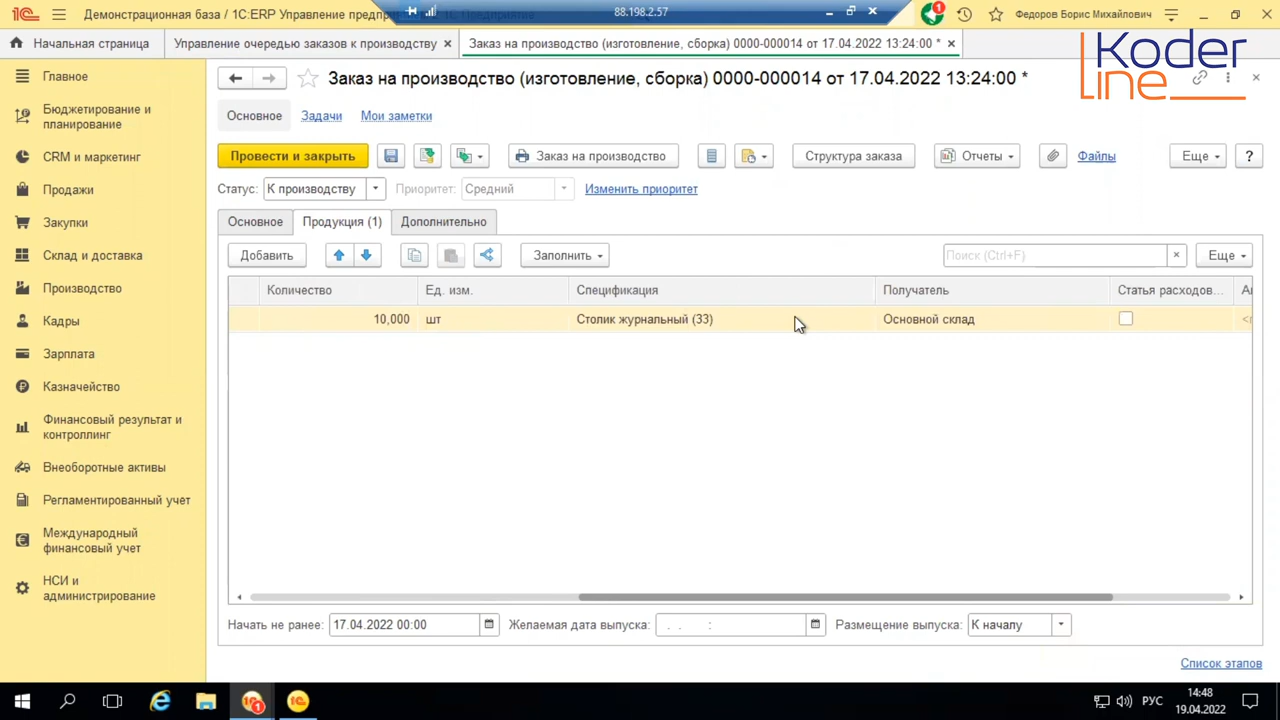 Демонстрационная база / 1С:ERP Управление предпр
88.198.2.57
1
Федоров Борис Михайлович
Начальная страница
Управление очередью заказов к производству
Заказ на производство (изготовление, сборка) 0000-000014 от 17.04.2022 13:24:00 *
Koder
line
Главное
Бюджетирование и
планирование
CRM и маркетинг
Продажи
Закупки
Склад и доставка
Производство
Кадры
Зарплата
Казначейство
Финансовый результат и
контроллинг
Внеоборотные активы
Регламентированный учет
Международный
финансовый учет
НСИ и
администрирование
Заказ на производство (изготовление, сборка) 0000-000014 от 17.04.2022 13:24:00 *
Основное Задачи Мои заметки
Провести и закрыть Заказ на производство Структура заказа Отчеты Файлы Еще ?
Статус: К производству Приоритет: Средний Изменить приоритет
Основное Продукция (1) Дополнительно
Добавить Заполнить Поиск (Ctrl+F) × Еще
Количество Ед. изм. Спецификация Получатель Статья расходов...
10,000 шт Столик журнальный (33) Основной склад
Начать не ранее: 17.04.2022 00:00 Желаемая дата выпуска: . . : Размещение выпуска: К началу
Список этапов
РУС
14:48
19.04.2022